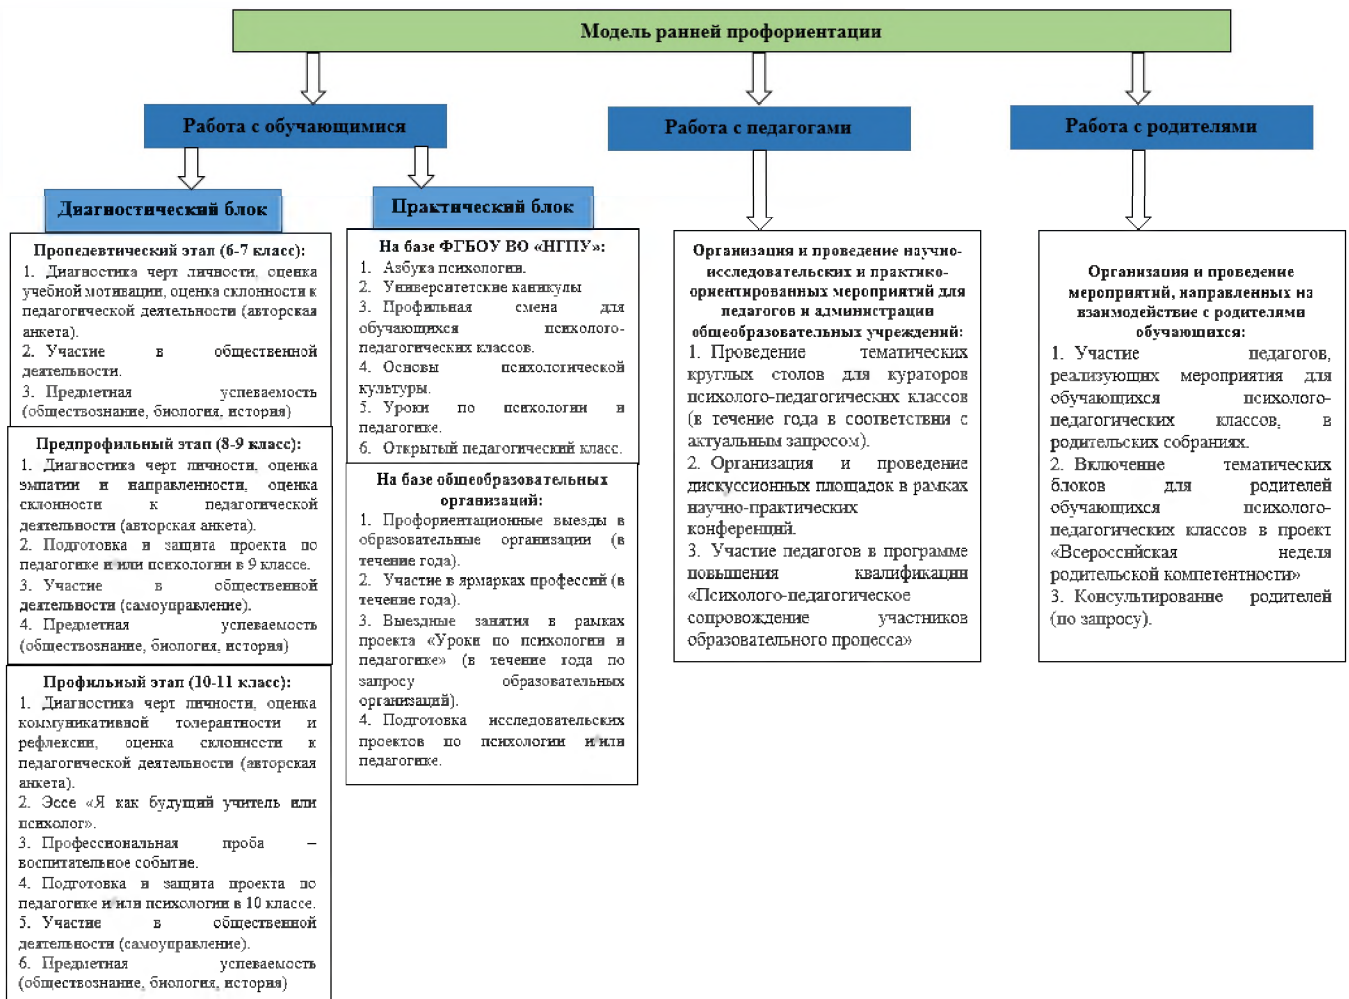 Модель ранней профориентации
Работа с обучающимися
Работа с педагогами
Работа с родителями
Диагностический блок
Практический блок
Пропедевтический этап (6-7 класс):
1. Диагностика черт личности, оценка
учебной мотивации, оценка склонности к
педагогической деятельности (авторская
анкета).
2. Участие в общественной
деятельности.
3. Предметная успеваемость
(обществознание, биология, история)
Предпрофильный этап (8-9 класс):
1. Диагностика черт личности, оценка
эмпатии и направленности, оценка
склонности к педагогической
деятельности (авторская анкета).
2. Подготовка и защита проекта по
педагогике и/или психологии в 9 классе.
3. Участие в общественной
деятельности (самоуправление).
4. Предметная успеваемость
(обществознание, биология, история)
Профильный этап (10-11 класс):
1. Диагностика черт личности, оценка
коммуникативной толерантности и
рефлексии, оценка склонности к
педагогической деятельности (авторская
анкета).
2. Эссе «Я как будущий учитель или
психолог».
3. Профессиональная проба –
воспитательное событие.
4. Подготовка и защита проекта по
педагогике и/или психологии в 10 классе.
5. Участие в общественной
деятельности (самоуправление).
6. Предметная успеваемость
(обществознание, биология, история)
На базе ФГБОУ ВО «НГПУ»:
1. Азбука психологии.
2. Университетские каникулы
3. Профильная смена для
обучающихся психолого-
педагогических классов.
4. Основы психологической
культуры.
5. Уроки по психологии и
педагогике.
6. Открытый педагогический класс.
На базе общеобразовательных
организаций:
1. Профориентационные выезды в
образовательные организации (в
течение года).
2. Участие в ярмарках профессий (в
течение года).
3. Выездные занятия в рамках
проекта «Уроки по психологии и
педагогике» (в течение года по
запросу образовательных
организаций).
4. Подготовка исследовательских
проектов по психологии и/или
педагогике.
Организация и проведение научно-
исследовательских и практико-
ориентированных мероприятий для
педагогов и администрации
общеобразовательных учреждений:
1. Проведение тематических
круглых столов для кураторов
психолого-педагогических классов
(в течение года в соответствии с
актуальным запросом).
2. Организация и проведение
дискуссионных площадок в рамках
научно-практических
конференций.
3. Участие педагогов в программе
повышения квалификации
«Психолого-педагогическое
сопровождение участников
образовательного процесса»
Организация и проведение
мероприятий, направленных на
взаимодействие с родителями
обучающихся:
1. Участие педагогов,
реализующих мероприятия для
обучающихся психолого-
педагогических классов, в
родительских собраниях.
2. Включение тематических
блоков для родителей
обучающихся психолого-
педагогических классов в проект
«Всероссийская неделя
родительской компетентности»
3. Консультирование родителей
(по запросу).